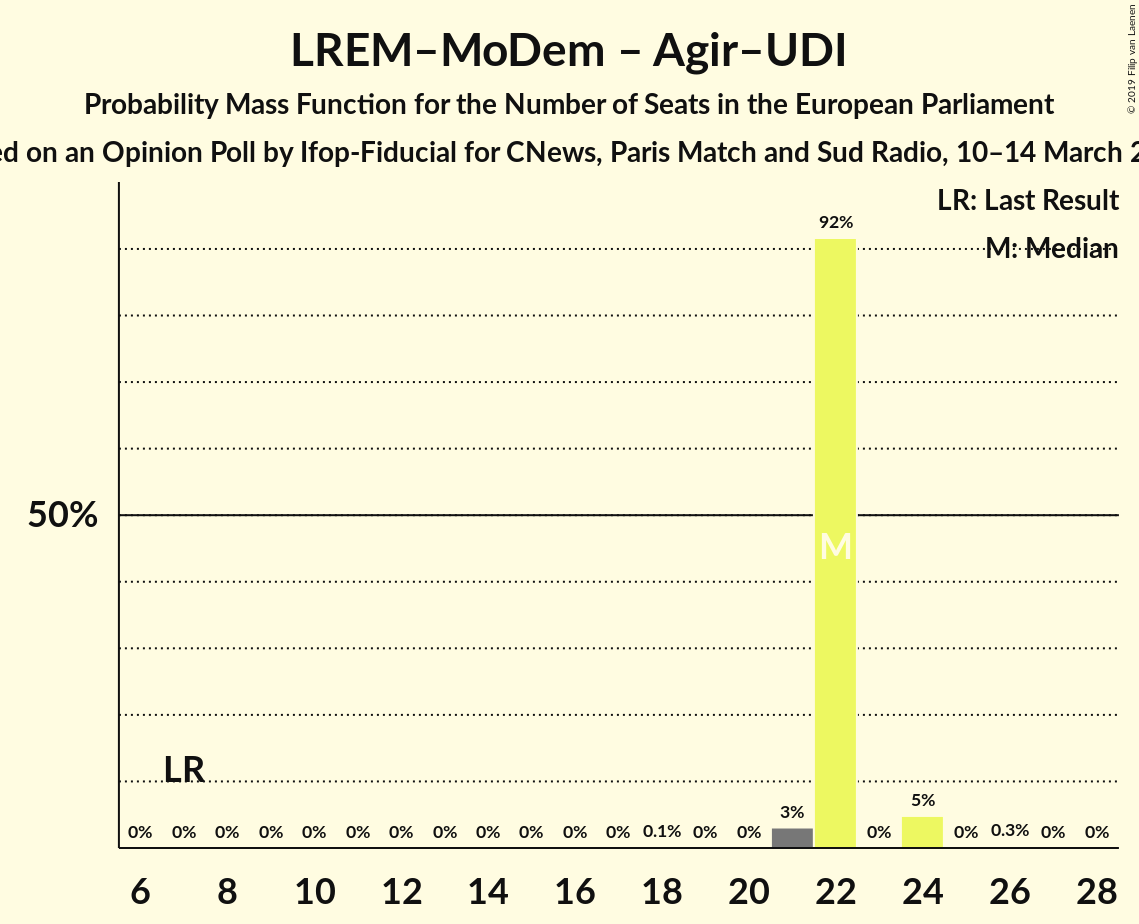 LREM–MoDem – Agir–UDI
Probability Mass Function for the Number of Seats in the European Parliament
on an Opinion Poll by Ifop-Fiducial for CNews, Paris Match and Sud Radio, 10–14 March
© 2019 Filip van Laenen
LR: Last Result
M: Median
92%
50%
M
LR
0% 0% 0% 0% 0% 0% 0% 0% 0% 0% 0% 0% 0.1% 0% 0% 3% 0% 5% 0% 0.3% 0% 0%
6 8 10 12 14 16 18 20 22 24 26 28